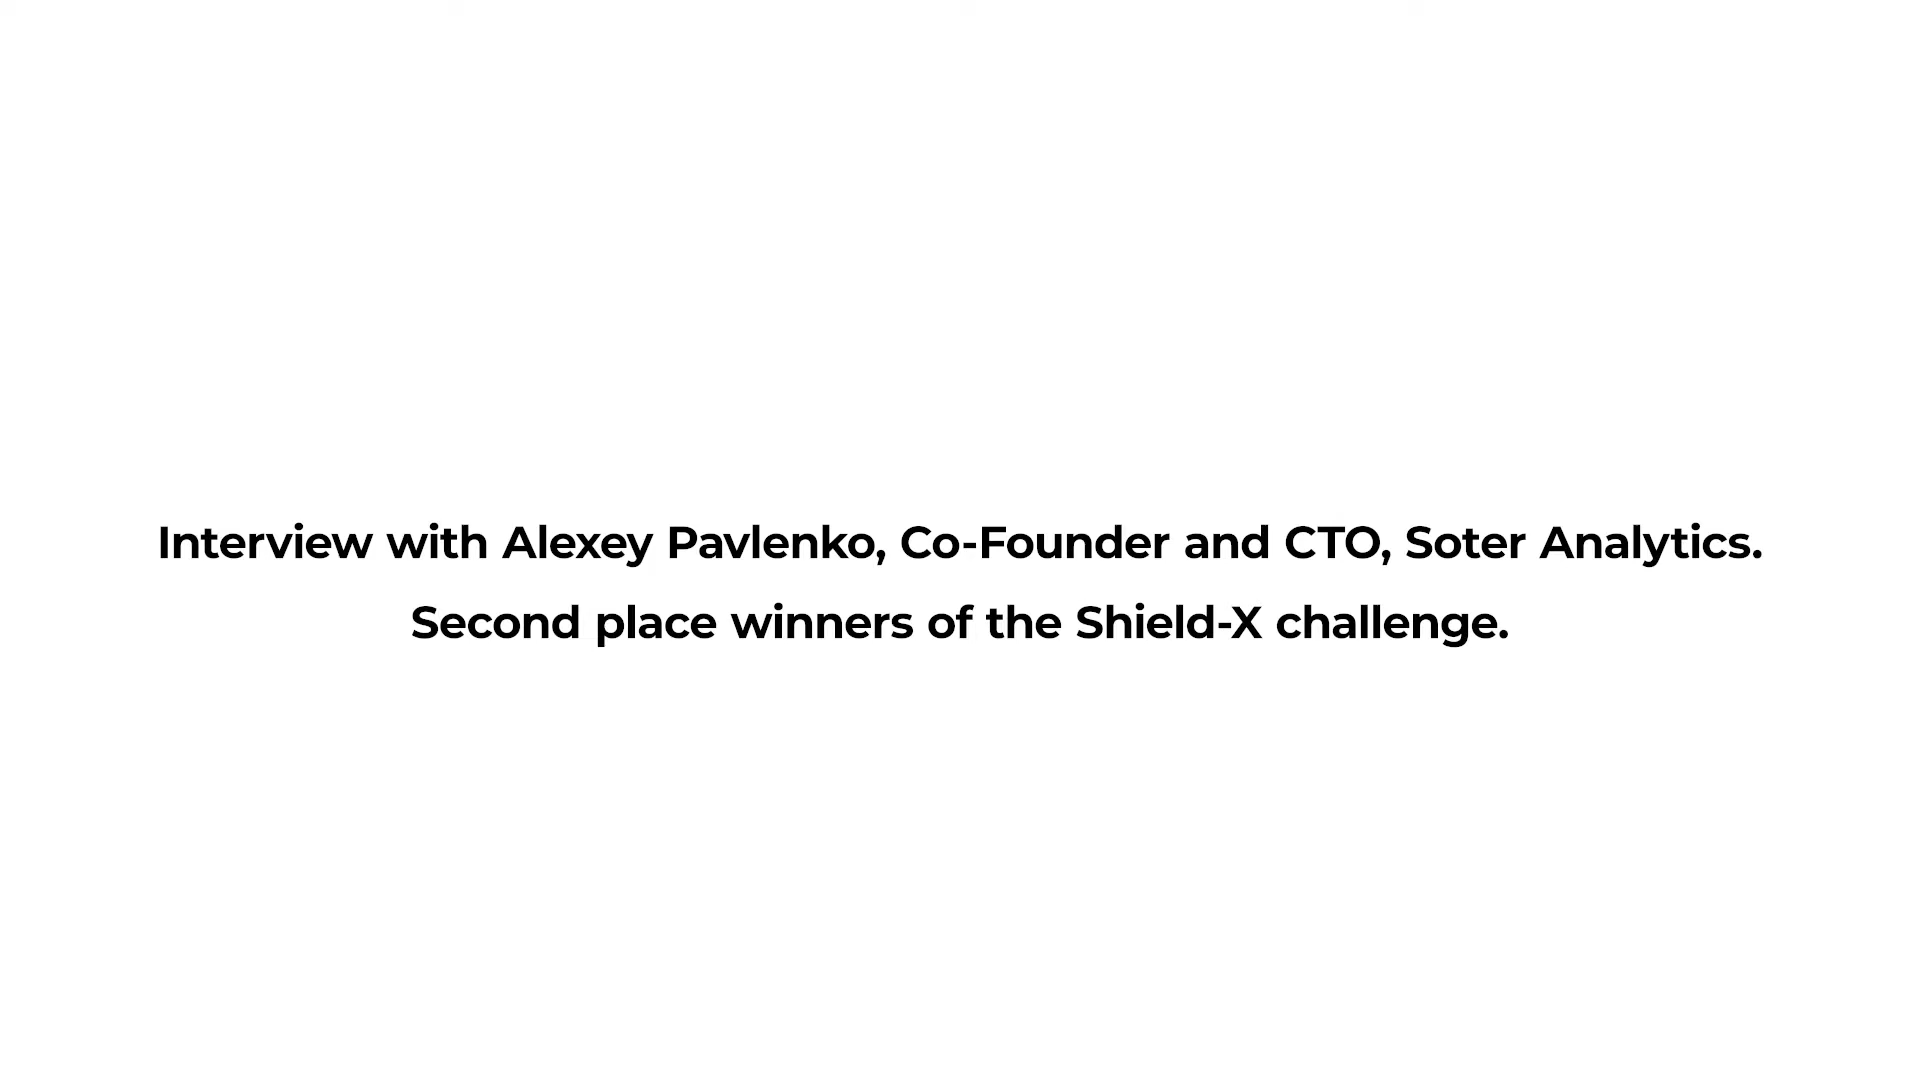 Interview with Alexey Pavlenko, Co-Founder and CTO, Soter Analytics.
Second place winners of the Shield-X challenge.